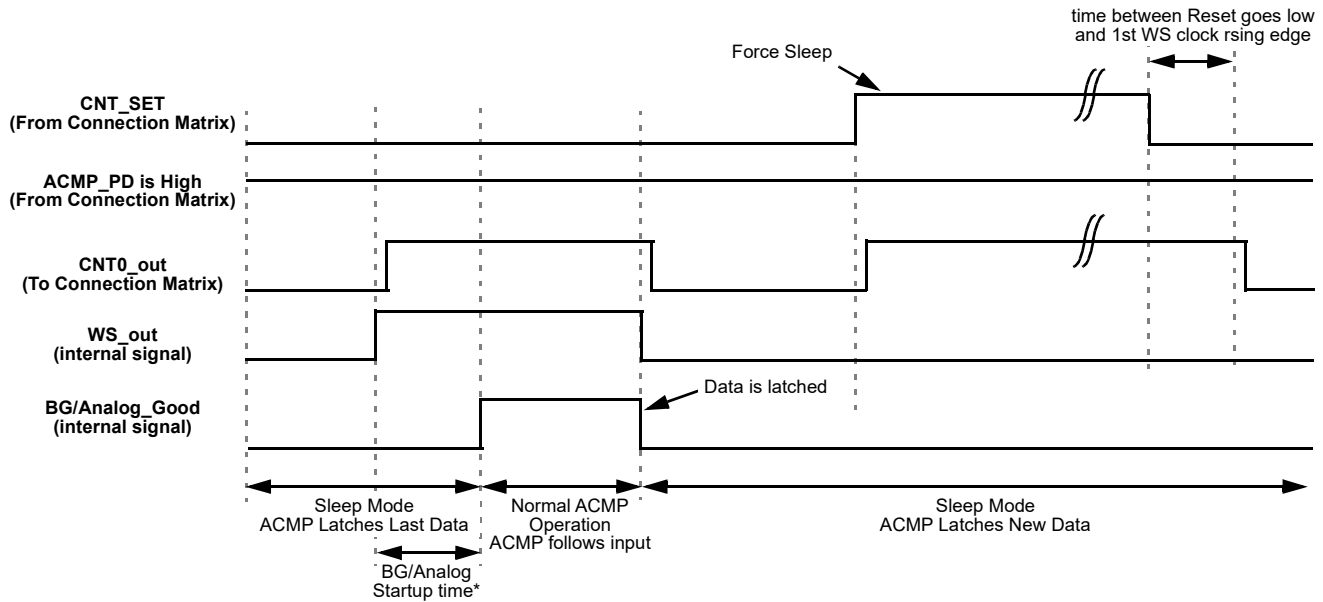 time between Reset goes low
and 1st WS clock rsing edge
Force Sleep
CNT_SET
(From Connection Matrix)
ACMP_PD is High
(From Connection Matrix)
CNT0_out
(To Connection Matrix)
WS_out
(internal signal)
Data is latched
BG/Analog_Good
(internal signal)
Sleep Mode
ACMP Latches Last Data
Normal ACMP
Operation
ACMP follows input
Sleep Mode
ACMP Latches New Data
BG/Analog
Startup time*